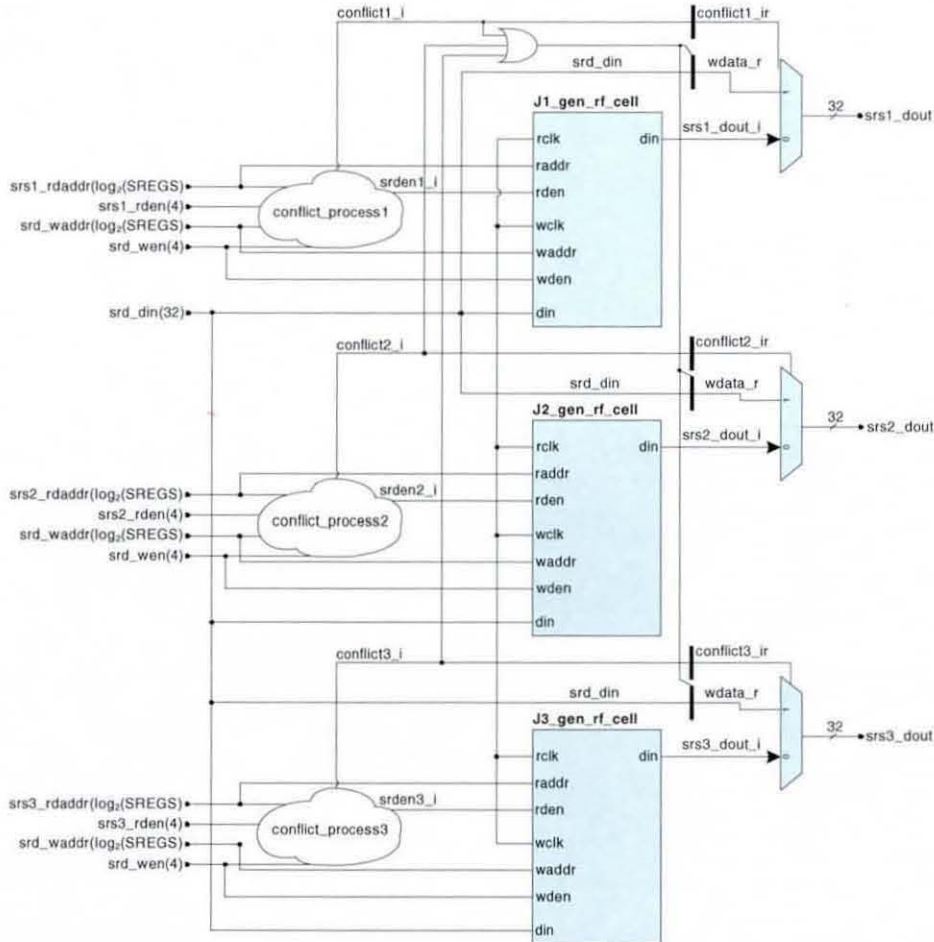 conflict1_i
conflict1_ir
srd_din
wdata_r
J1_gen_rf_cell
32
srs1_dout
rclk
din
srs1_dout_i
raddr
srs1_rdaddr(log₂(SREGS)
srden1_i
rden
srs1_rden(4)
conflict_process1
srd_waddr(log₂(SREGS)
wclk
srd_wen(4)
waddr
wden
srd_din(32)
din
conflict2_i
conflict2_ir
srd_din
wdata_r
J2_gen_rf_cell
32
srs2_dout
rclk
din
srs2_dout_i
raddr
srs2_rdaddr(log₂(SREGS)
srden2_i
rden
srs2_rden(4)
conflict_process2
srd_waddr(log₂(SREGS)
wclk
srd_wen(4)
waddr
wden
din
conflict3_i
conflict3_ir
srd_din
wdata_r
J3_gen_rf_cell
32
srs3_dout
rclk
din
srs3_dout_i
raddr
srs3_rdaddr(log₂(SREGS)
srden3_i
rden
srs3_rden(4)
conflict_process3
srd_waddr(log₂(SREGS)
wclk
srd_wen(4)
waddr
wden
din